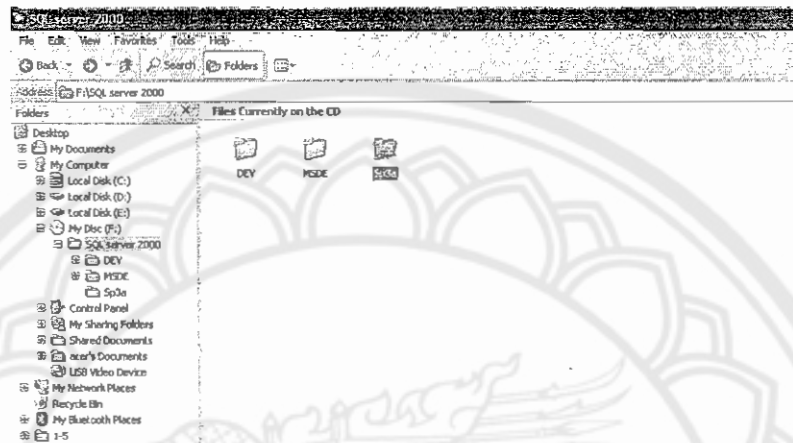 SQL server 2000
File Edit View Favorites Tools Help
Back Search Folders
Address F:\SQL server 2000
Folders X
Files Currently on the CD
DEV MSDE Sp3a
Desktop
My Documents
My Computer
Local Disk (C:)
Local Disk (D:)
Local Disk (E:)
My Disc (F:)
SQL server 2000
DEV
MSDE
Sp3a
Control Panel
My Sharing Folders
Shared Documents
acer's Documents
USB Video Device
My Network Places
Recycle Bin
My Bluetooth Places
1-5